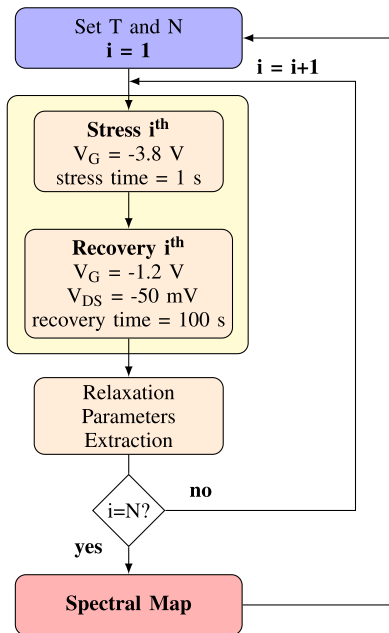 Set T and N
i = 1
i = i+1
Stress i^th
V_G = -3.8 V
stress time = 1 s
Recovery i^th
V_G = -1.2 V
V_DS = -50 mV
recovery time = 100 s
Relaxation
Parameters
Extraction
i=N?
no
yes
Spectral Map